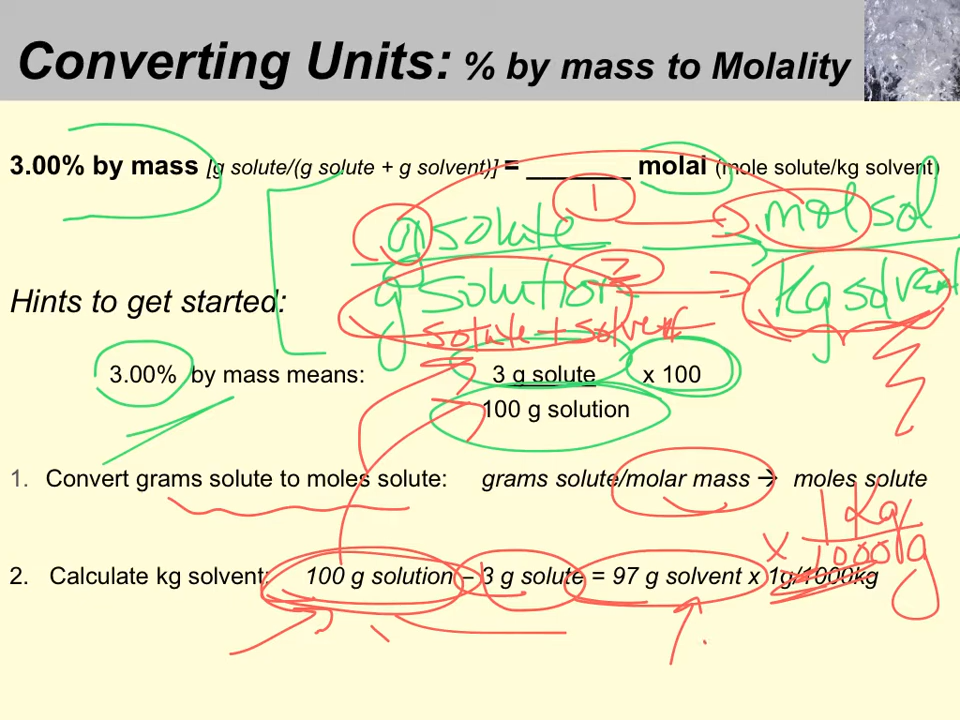 Converting Units: % by mass to Molality
3.00% by mass [g solute/(g solute + g solvent)] = _______ molal (mole solute/kg solvent)
1
g solute mol sol
2
g solution kg solvent
solute + solvent
Hints to get started:
3.00% by mass means: 3 g solute x 100
100 g solution
1. Convert grams solute to moles solute: grams solute/molar mass → moles solute
x 1 kg
1000 g
2. Calculate kg solvent: 100 g solution – 3 g solute = 97 g solvent x 1g/1000kg